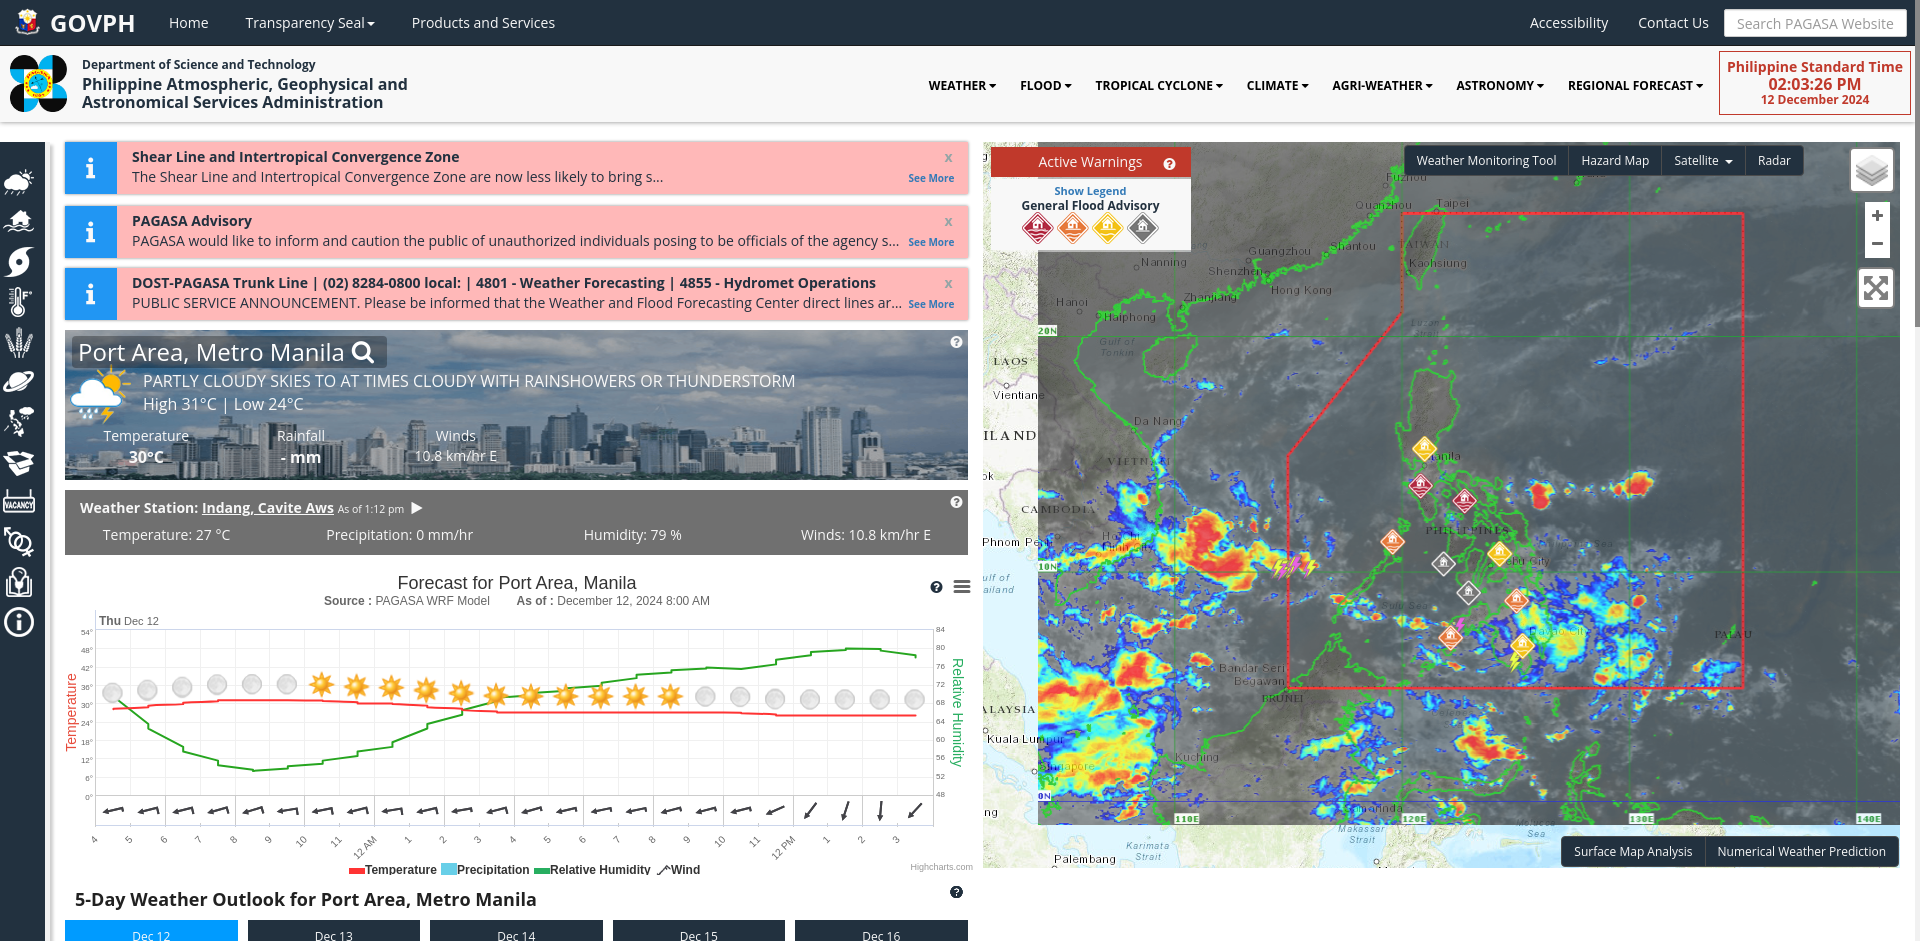 GOVPH
Home
Transparency Seal
Products and Services
Accessibility
Contact Us
Search PAGASA Website
Department of Science and Technology
Philippine Atmospheric, Geophysical and
Astronomical Services Administration
WEATHER
FLOOD
TROPICAL CYCLONE
CLIMATE
AGRI-WEATHER
ASTRONOMY
REGIONAL FORECAST
Philippine Standard Time
02:03:26 PM
12 December 2024
Shear Line and Intertropical Convergence Zone
x
The Shear Line and Intertropical Convergence Zone are now less likely to bring s...
See More
PAGASA Advisory
x
PAGASA would like to inform and caution the public of unauthorized individuals posing to be officials of the agency s...
See More
DOST-PAGASA Trunk Line | (02) 8284-0800 local: | 4801 - Weather Forecasting | 4855 - Hydromet Operations
x
PUBLIC SERVICE ANNOUNCEMENT. Please be informed that the Weather and Flood Forecasting Center direct lines ar...
See More
Port Area, Metro Manila
PARTLY CLOUDY SKIES TO AT TIMES CLOUDY WITH RAINSHOWERS OR THUNDERSTORM
High 31°C | Low 24°C
Temperature
Rainfall
Winds
30°C
- mm
10.8 km/hr E
Weather Station: Indang, Cavite Aws As of 1:12 pm
Temperature: 27 °C
Precipitation: 0 mm/hr
Humidity: 79 %
Winds: 10.8 km/hr E
Forecast for Port Area, Manila
Source : PAGASA WRF Model As of : December 12, 2024 8:00 AM
Thu Dec 12
54°
48°
42°
36°
30°
24°
18°
12°
6°
0°
Temperature
84
80
76
72
68
64
60
56
52
48
Relative Humidity
4 5 6 7 8 9 10 11 12 AM 1 2 3 4 5 6 7 8 9 10 11 12 PM 1 2 3
Temperature Precipitation Relative Humidity Wind
Highcharts.com
5-Day Weather Outlook for Port Area, Metro Manila
Dec 12
Dec 13
Dec 14
Dec 15
Dec 16
VACANCY
Active Warnings
Show Legend
General Flood Advisory
Weather Monitoring Tool
Hazard Map
Satellite
Radar
+
−
Fuzhou
Quanzhou
Taipei
TAIWAN
Kaohsiung
Guangzhou
Shantou
Nanning
Shenzhen
Hong Kong
Zhanjiang
Hanoi
Haiphong
20N
Gulf of
Tonkin
Luzon
LAOS
Vientiane
Da Nang
ILAND
VIETNAM
CAMBODIA
Phnom Pe
10N
PHILIPPINES
Sulu Sea
PALAU
Bandar Seri
Begawan
BRUNEI
ALAYSIA
Kuala Lumpur
Kuching
Singapore
0N
Samarinda
110E
120E
130E
140E
Makassar
Strait
Karimata
Strait
Sea
Palembang
Surface Map Analysis
Numerical Weather Prediction